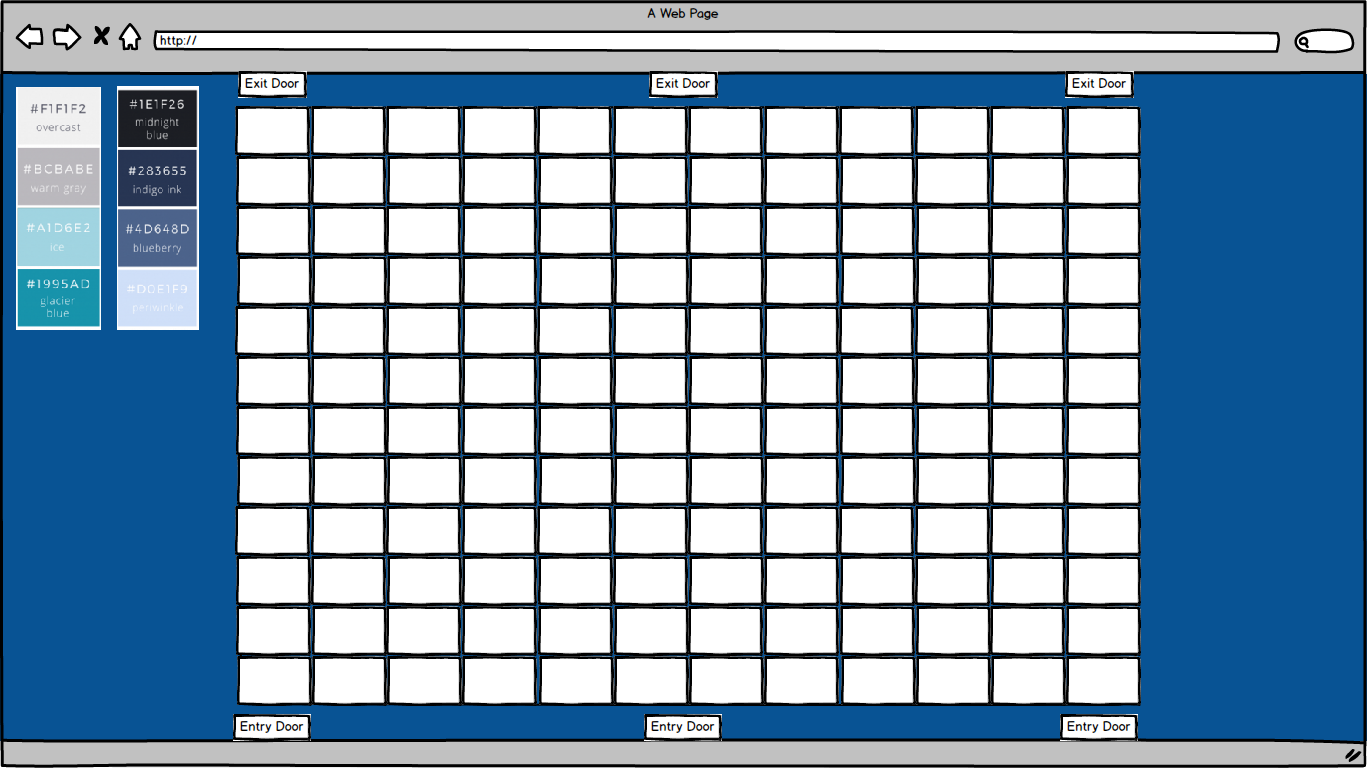 A Web Page
http://
Exit Door
Exit Door
Exit Door
#F1F1F2
overcast
#BCBABE
warm gray
#A1D6E2
ice
#1995AD
glacier
blue
#1E1F26
midnight
blue
#283655
indigo ink
#4D648D
blueberry
#D0E1F9
periwinkle
Entry Door
Entry Door
Entry Door